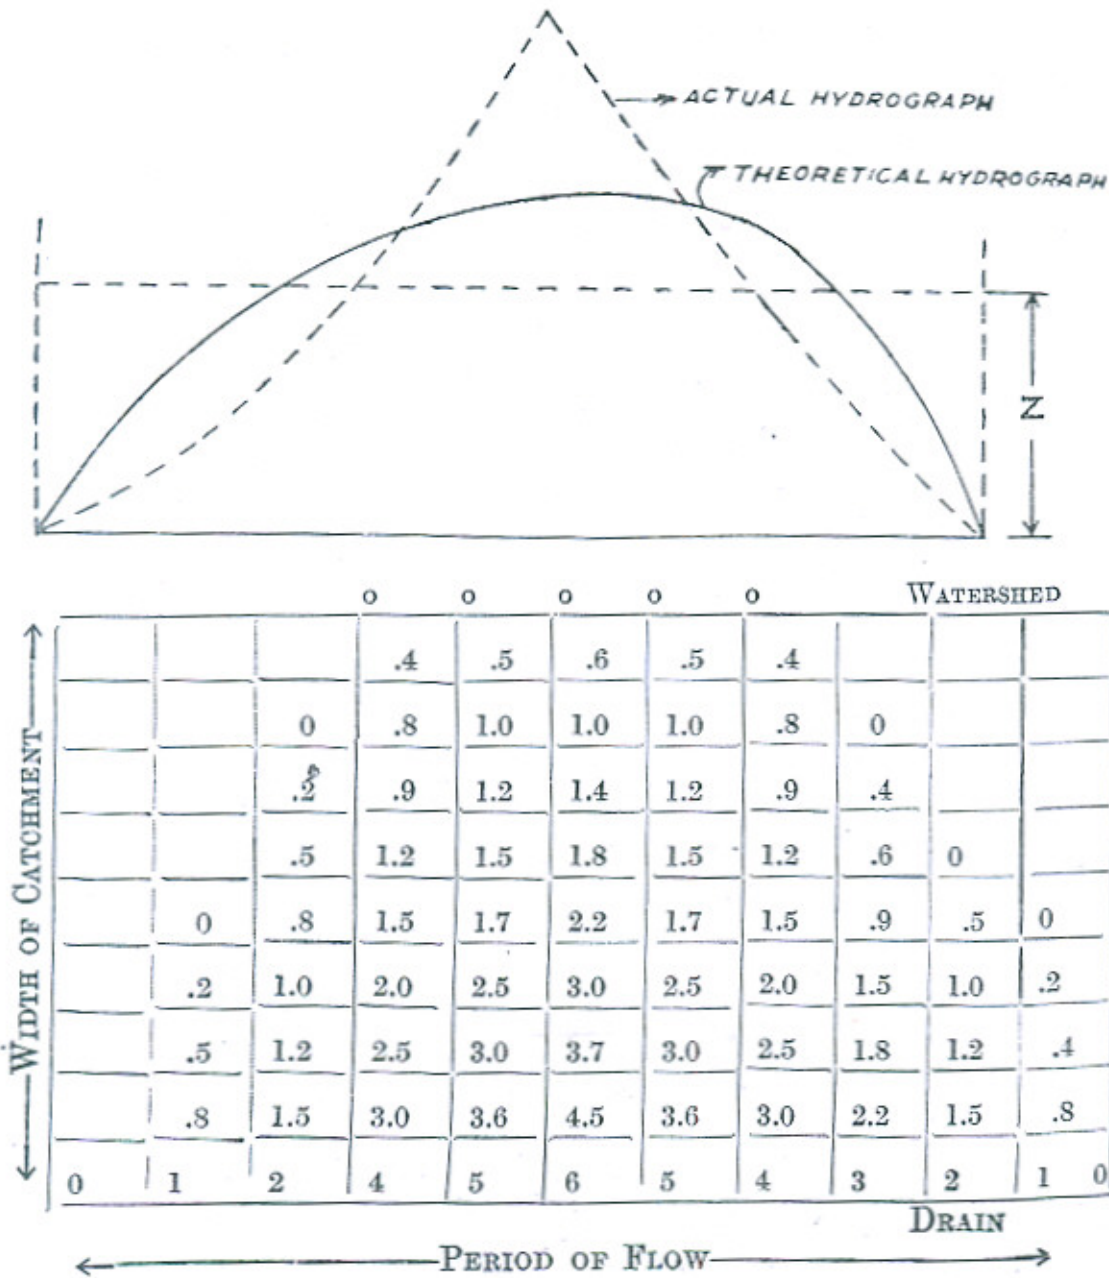 ACTUAL HYDROGRAPH
THEORETICAL HYDROGRAPH
N
o o o o o WATERSHED
.4 .5 .6 .5 .4
0 .8 1.0 1.0 1.0 .8 0
.2 .9 1.2 1.4 1.2 .9 .4
.5 1.2 1.5 1.8 1.5 1.2 .6 0
0 .8 1.5 1.7 2.2 1.7 1.5 .9 .5 0
.2 1.0 2.0 2.5 3.0 2.5 2.0 1.5 1.0 .2
.5 1.2 2.5 3.0 3.7 3.0 2.5 1.8 1.2 .4
.8 1.5 3.0 3.6 4.5 3.6 3.0 2.2 1.5 .8
0 1 2 4 5 6 5 4 3 2 1 0
WIDTH OF CATCHMENT
DRAIN
PERIOD OF FLOW